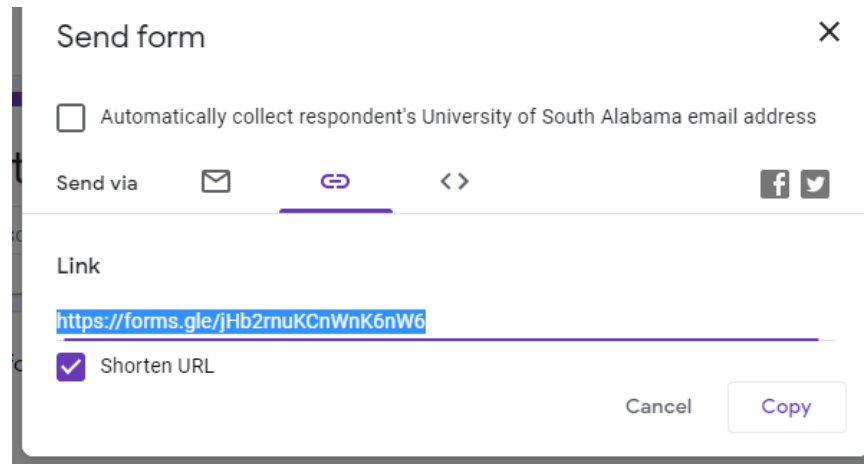 Send form
Automatically collect respondent's University of South Alabama email address
Send via
Link
https://forms.gle/jHb2rnuKCnWnK6nW6
Shorten URL
Cancel Copy